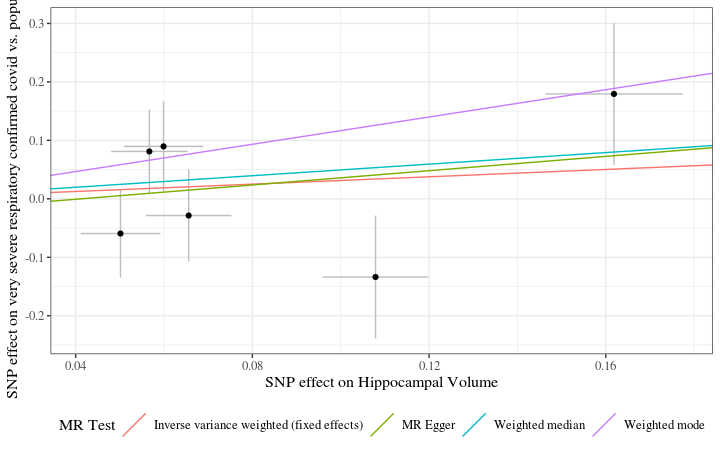 SNP effect on very severe respiratory confirmed covid vs. popu
0.3
0.2
0.1
0.0
-0.1
-0.2
0.04 0.08 0.12 0.16
SNP effect on Hippocampal Volume
MR Test Inverse variance weighted (fixed effects) MR Egger Weighted median Weighted mode